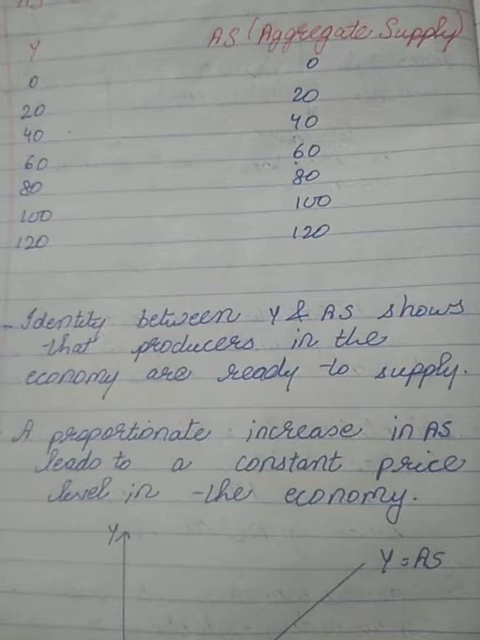 Y AS (Aggregate Supply)
0 0
20 20
40 40
60 60
80 80
100 100
120 120
- Identity between Y & AS shows
that producers in the
economy are ready to supply.
A proportionate increase in AS
leads to a constant price
level in the economy.
Y
Y = AS